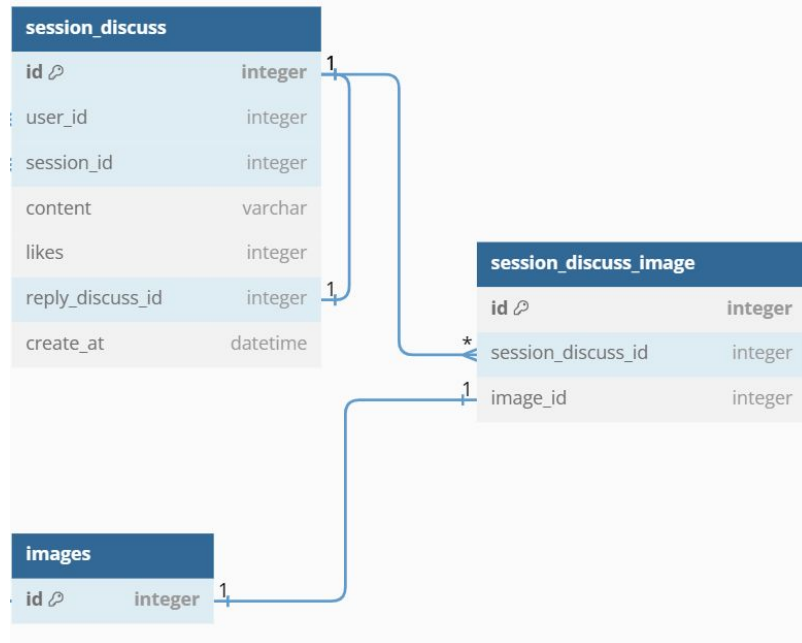 session_discuss
id integer
user_id integer
session_id integer
content varchar
likes integer
reply_discuss_id integer
create_at datetime
1
1
session_discuss_image
id integer
session_discuss_id integer
image_id integer
*
1
images
id integer
1